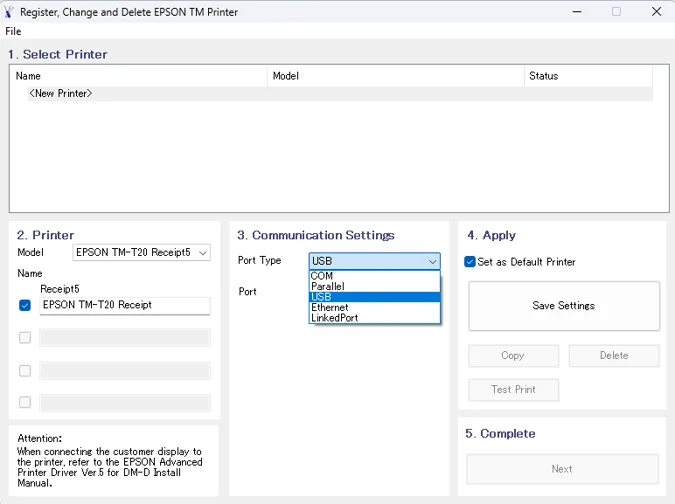 Register, Change and Delete EPSON TM Printer
File
1. Select Printer
Name Model Status
<New Printer>
2. Printer
Model EPSON TM-T20 Receipt5
Name
Receipt5
EPSON TM-T20 Receipt
Attention:
When connecting the customer display to
the printer, refer to the EPSON Advanced
Printer Driver Ver.5 for DM-D Install
Manual.
3. Communication Settings
Port Type USB
COM
Parallel
USB
Ethernet
LinkedPort
Port
4. Apply
Set as Default Printer
Save Settings
Copy Delete
Test Print
5. Complete
Next